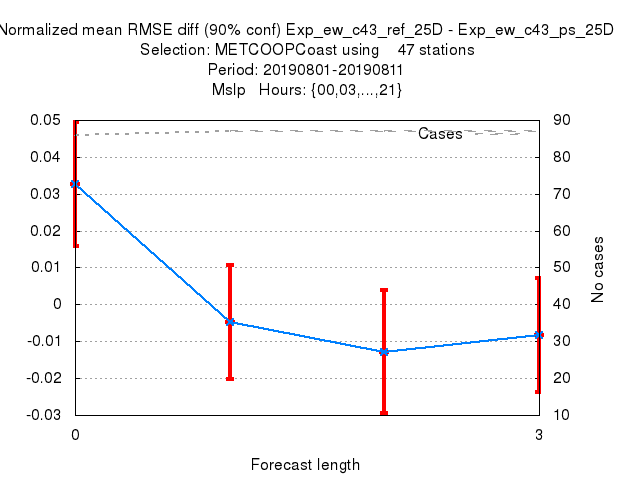 Normalized mean RMSE diff (90% conf) Exp_ew_c43_ref_25D - Exp_ew_c43_ps_25D
Selection: METCOOPCoast using 47 stations
Period: 20190801-20190811
Mslp Hours: {00,03,...,21}
0.05
0.04
0.03
0.02
0.01
0
-0.01
-0.02
-0.03
Cases
90
80
70
60
50
40
30
20
10
No cases
0
3
Forecast length